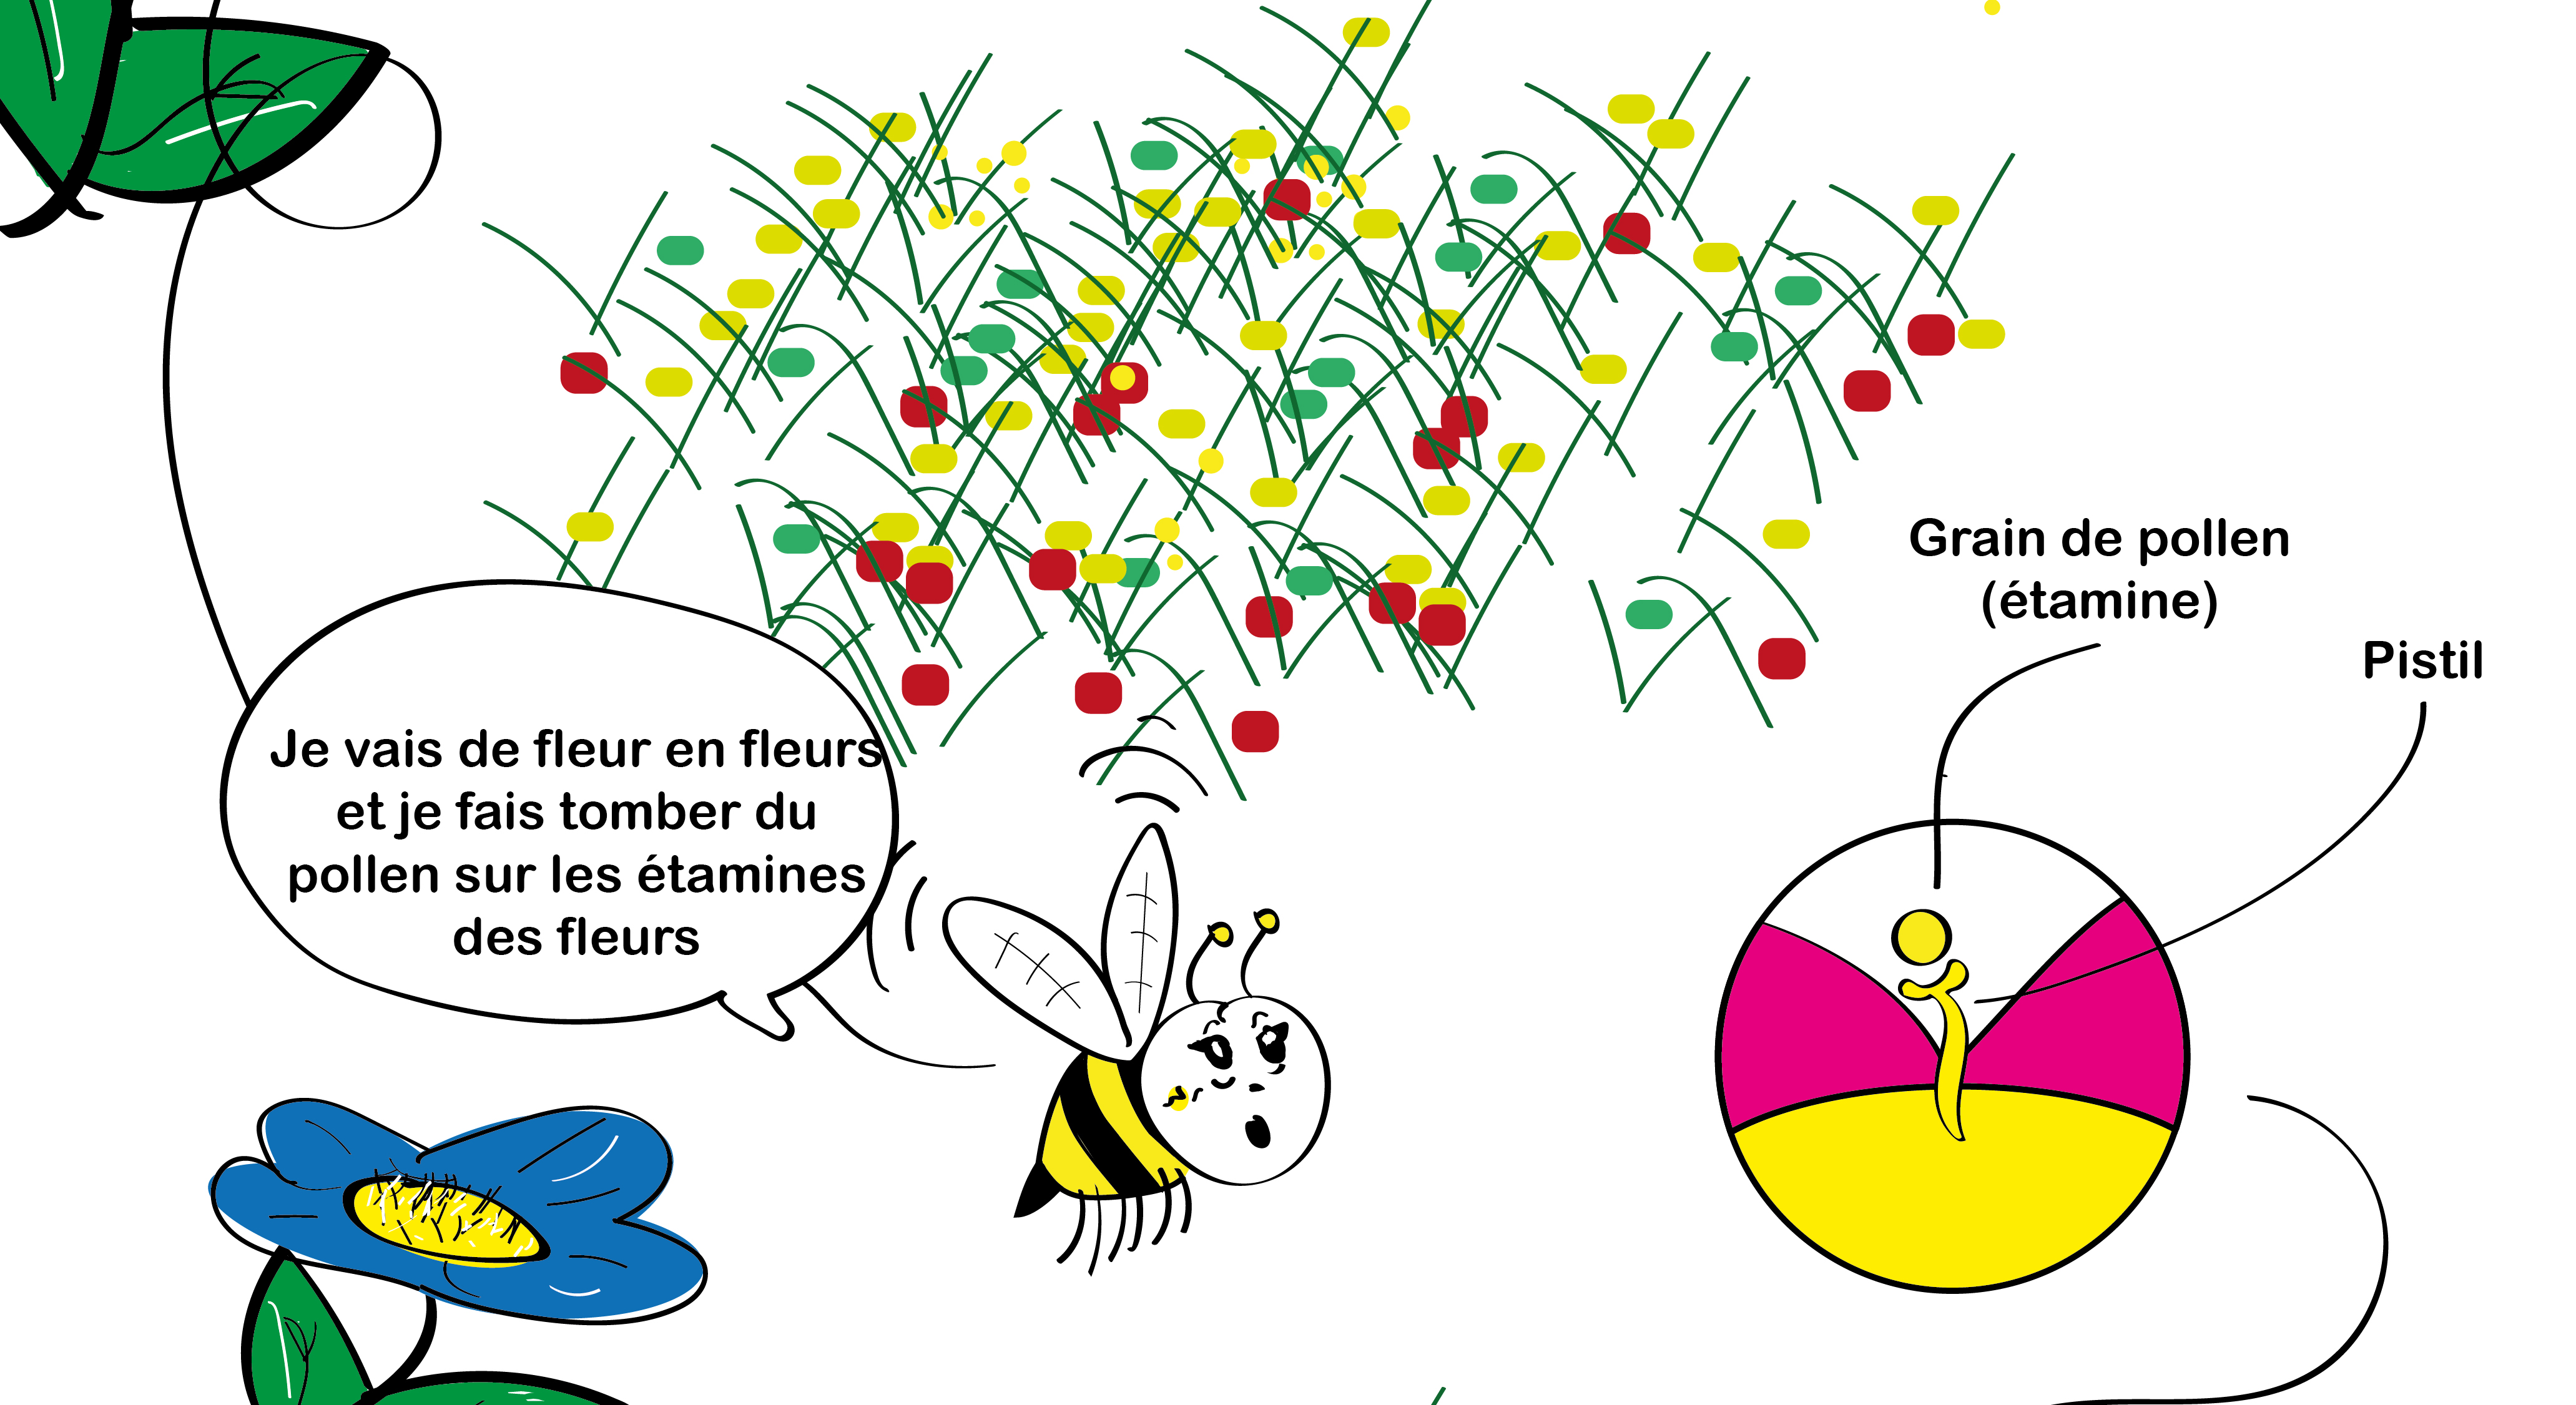 Grain de pollen
(étamine)
Pistil
Je vais de fleur en fleurs
et je fais tomber du
pollen sur les étamines
des fleurs